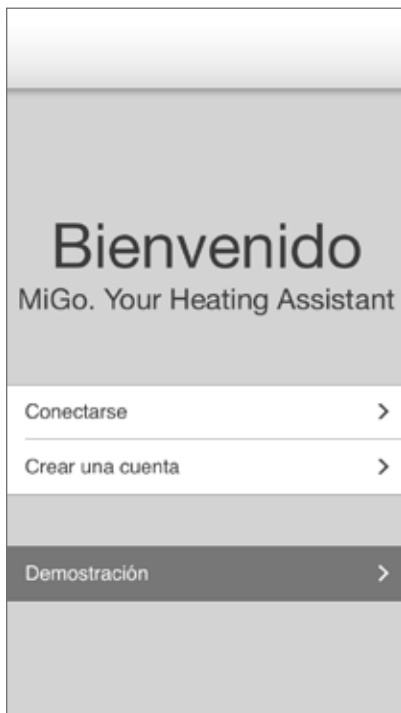 Bienvenido
MiGo. Your Heating Assistant
Conectarse
Crear una cuenta
Demostración